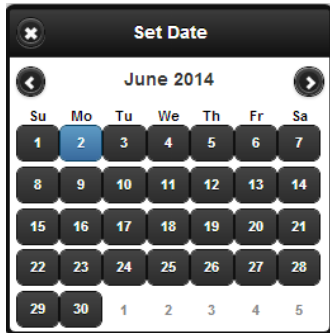 Set Date
June 2014
Su Mo Tu We Th Fr Sa
1 2 3 4 5 6 7
8 9 10 11 12 13 14
15 16 17 18 19 20 21
22 23 24 25 26 27 28
29 30 1 2 3 4 5